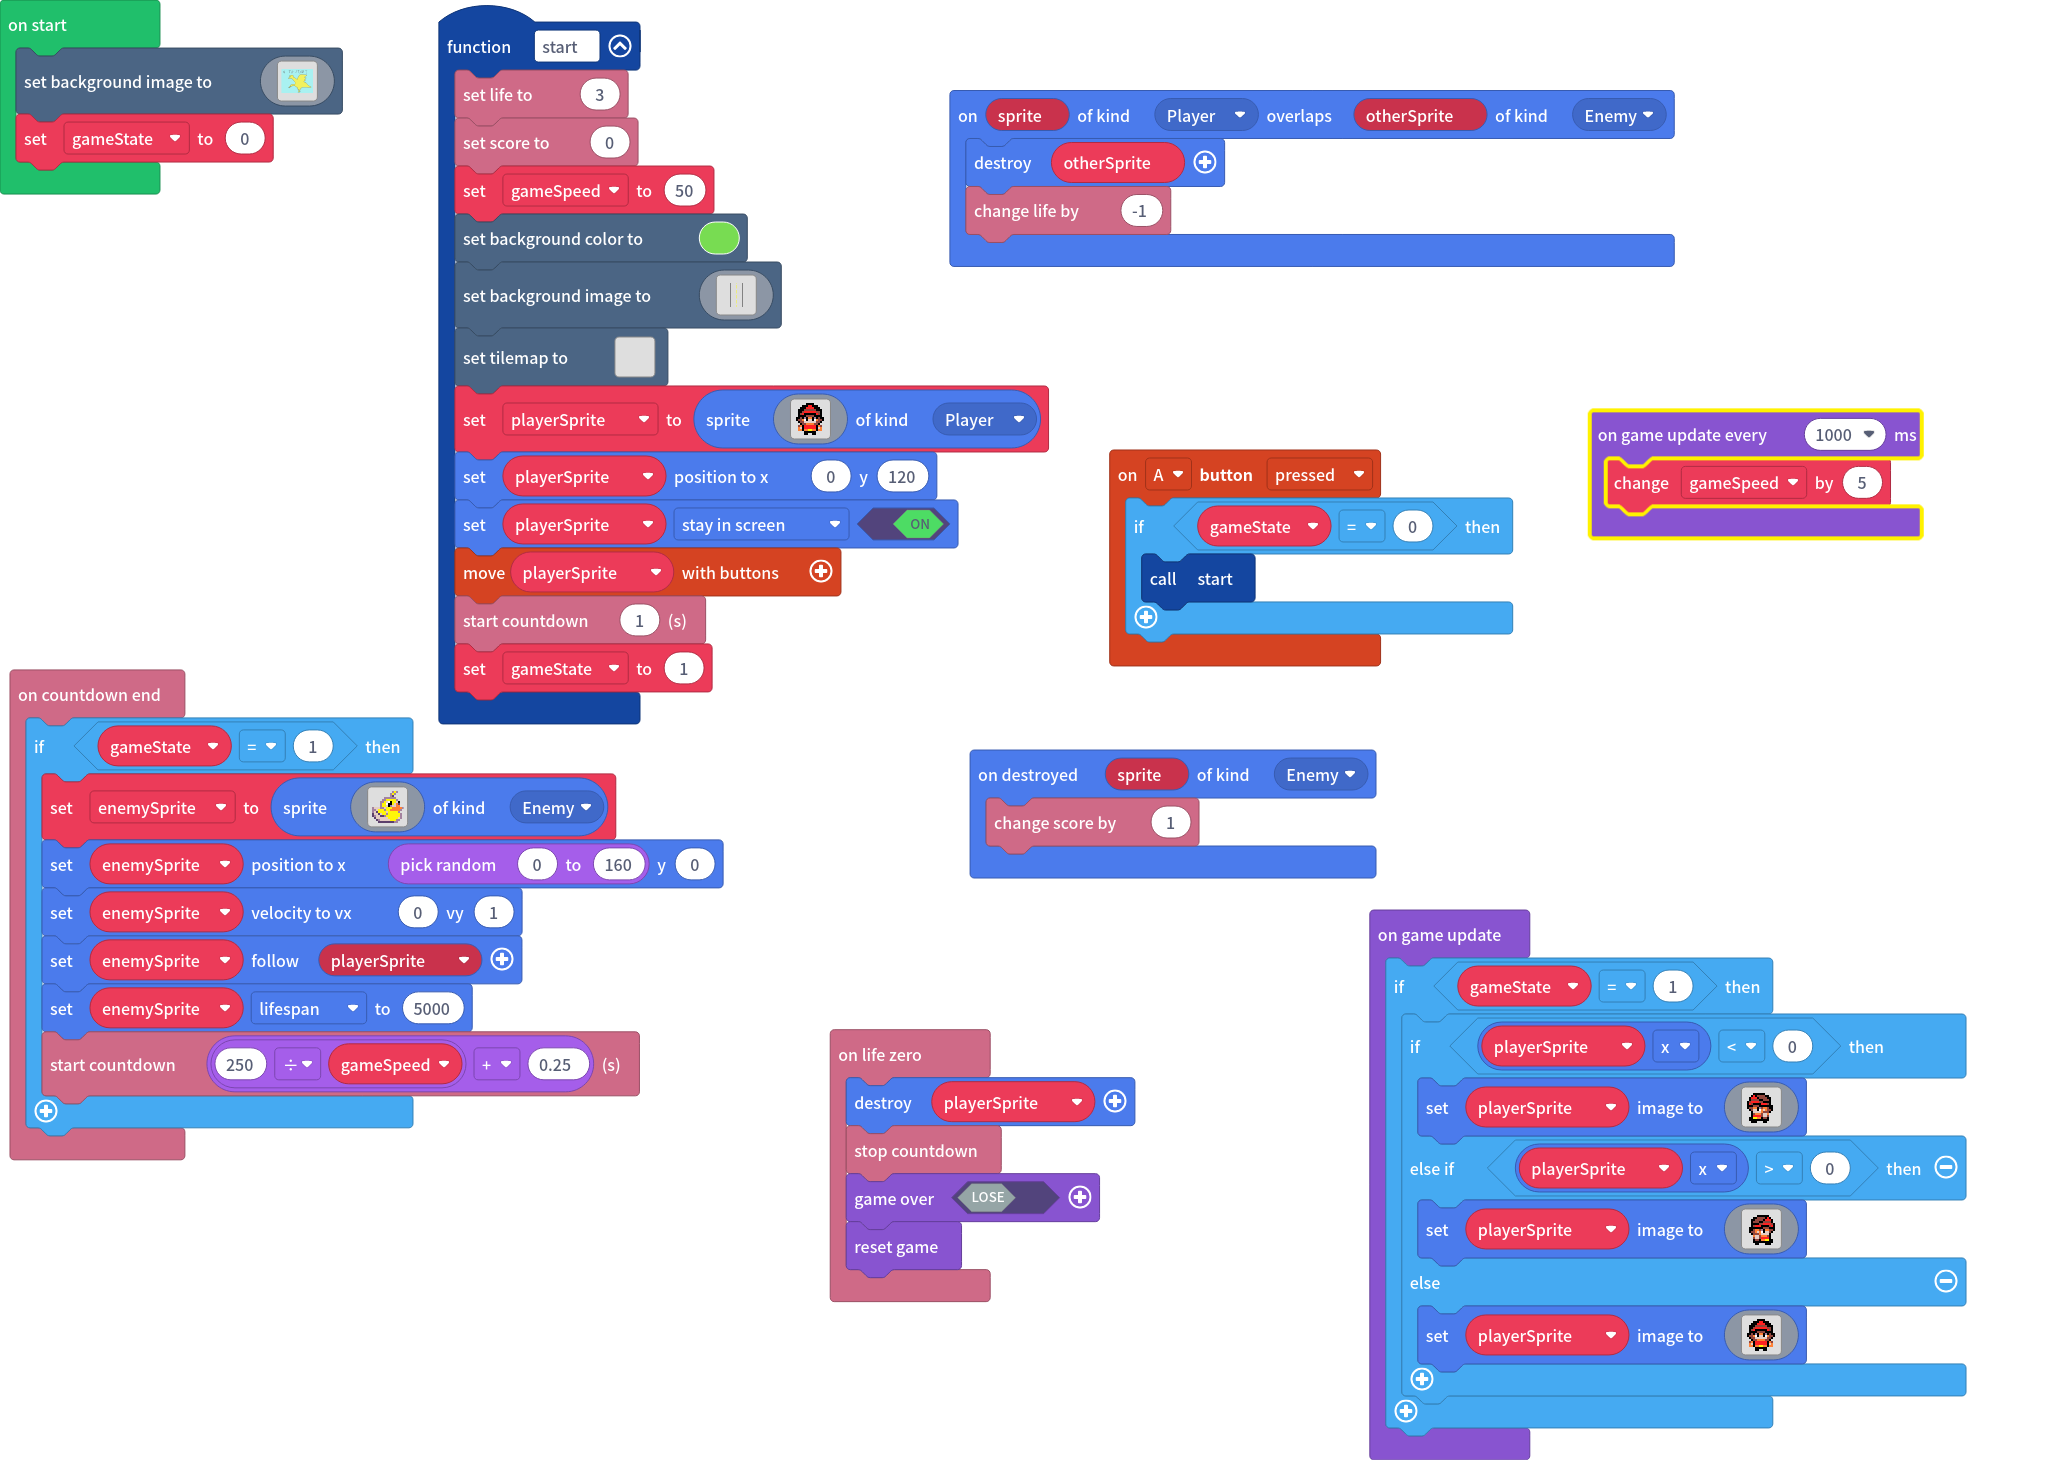 on start
set background image to
set gameState to 0
function start
set life to 3
set score to 0
set gameSpeed to 50
set background color to
set background image to
set tilemap to
set playerSprite to sprite of kind Player
set playerSprite position to x 0 y 120
set playerSprite stay in screen ON
move playerSprite with buttons
start countdown 1 (s)
set gameState to 1
on sprite of kind Player overlaps otherSprite of kind Enemy
destroy otherSprite
change life by -1
on A button pressed
if gameState = 0 then
call start
on game update every 1000 ms
change gameSpeed by 5
on countdown end
if gameState = 1 then
set enemySprite to sprite of kind Enemy
set enemySprite position to x pick random 0 to 160 y 0
set enemySprite velocity to vx 0 vy 1
set enemySprite follow playerSprite
set enemySprite lifespan to 5000
start countdown 250 ÷ gameSpeed + 0.25 (s)
on destroyed sprite of kind Enemy
change score by 1
on life zero
destroy playerSprite
stop countdown
game over LOSE
reset game
on game update
if gameState = 1 then
if playerSprite x < 0 then
set playerSprite image to
else if playerSprite x > 0 then
set playerSprite image to
else
set playerSprite image to